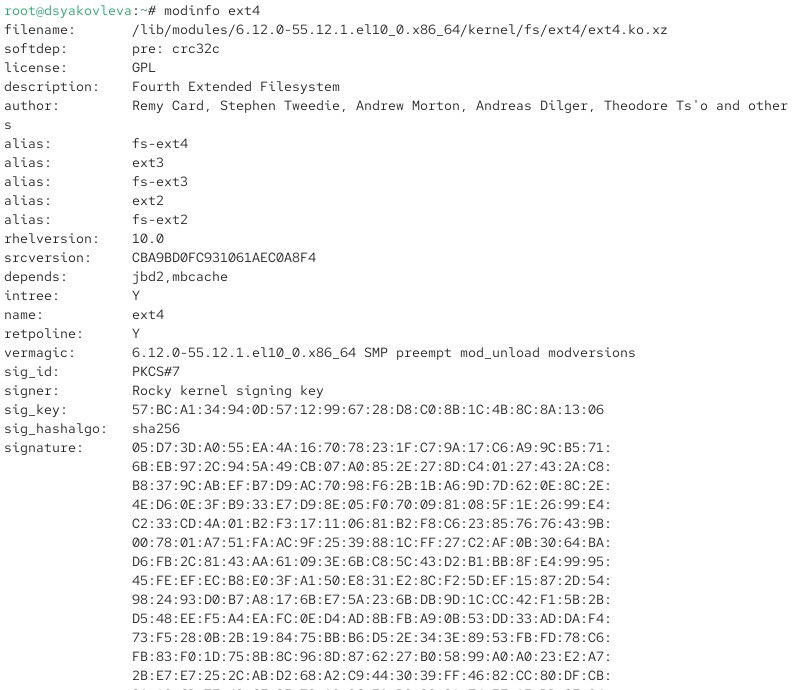 root@dsyakovleva:~# modinfo ext4
filename:       /lib/modules/6.12.0-55.12.1.el10_0.x86_64/kernel/fs/ext4/ext4.ko.xz
softdep:        pre: crc32c
license:        GPL
description:    Fourth Extended Filesystem
author:         Remy Card, Stephen Tweedie, Andrew Morton, Andreas Dilger, Theodore Ts'o and other
s
alias:          fs-ext4
alias:          ext3
alias:          fs-ext3
alias:          ext2
alias:          fs-ext2
rhelversion:    10.0
srcversion:     CBA9BD0FC931061AEC0A8F4
depends:        jbd2,mbcache
intree:         Y
name:           ext4
retpoline:      Y
vermagic:       6.12.0-55.12.1.el10_0.x86_64 SMP preempt mod_unload modversions
sig_id:         PKCS#7
signer:         Rocky kernel signing key
sig_key:        57:BC:A1:34:94:0D:57:12:99:67:28:D8:C0:8B:1C:4B:8C:8A:13:06
sig_hashalgo:   sha256
signature:      05:D7:3D:A0:55:EA:4A:16:70:78:23:1F:C7:9A:17:C6:A9:9C:B5:71:
                6B:EB:97:2C:94:5A:49:CB:07:A0:85:2E:27:8D:C4:01:27:43:2A:C8:
                B8:37:9C:AB:EF:B7:D9:AC:70:98:F6:2B:1B:A6:9D:7D:62:0E:8C:2E:
                4E:D6:0E:3F:B9:33:E7:D9:8E:05:F0:70:09:81:08:5F:1E:26:99:E4:
                C2:33:CD:4A:01:B2:F3:17:11:06:81:B2:F8:C6:23:85:76:76:43:9B:
                00:78:01:A7:51:FA:AC:9F:25:39:88:1C:FF:27:C2:AF:0B:30:64:BA:
                D6:FB:2C:81:43:AA:61:09:3E:6B:C8:5C:43:D2:B1:BB:8F:E4:99:95:
                45:FE:EF:EC:B8:E0:3F:A1:50:E8:31:E2:8C:F2:5D:EF:15:87:2D:54:
                98:24:93:D0:B7:A8:17:6B:E7:5A:23:6B:DB:9D:1C:CC:42:F1:5B:2B:
                D5:48:EE:F5:A4:EA:FC:0E:D4:AD:8B:FB:A9:0B:53:DD:33:AD:DA:F4:
                73:F5:28:0B:2B:19:84:75:BB:B6:D5:2E:34:3E:89:53:FB:FD:78:C6:
                FB:83:F0:1D:75:8B:8C:96:8D:87:62:27:B0:58:99:A0:A0:23:E2:A7:
                2B:E7:E7:25:2C:AB:D2:68:A2:C9:44:30:39:FF:46:82:CC:80:DF:CB: